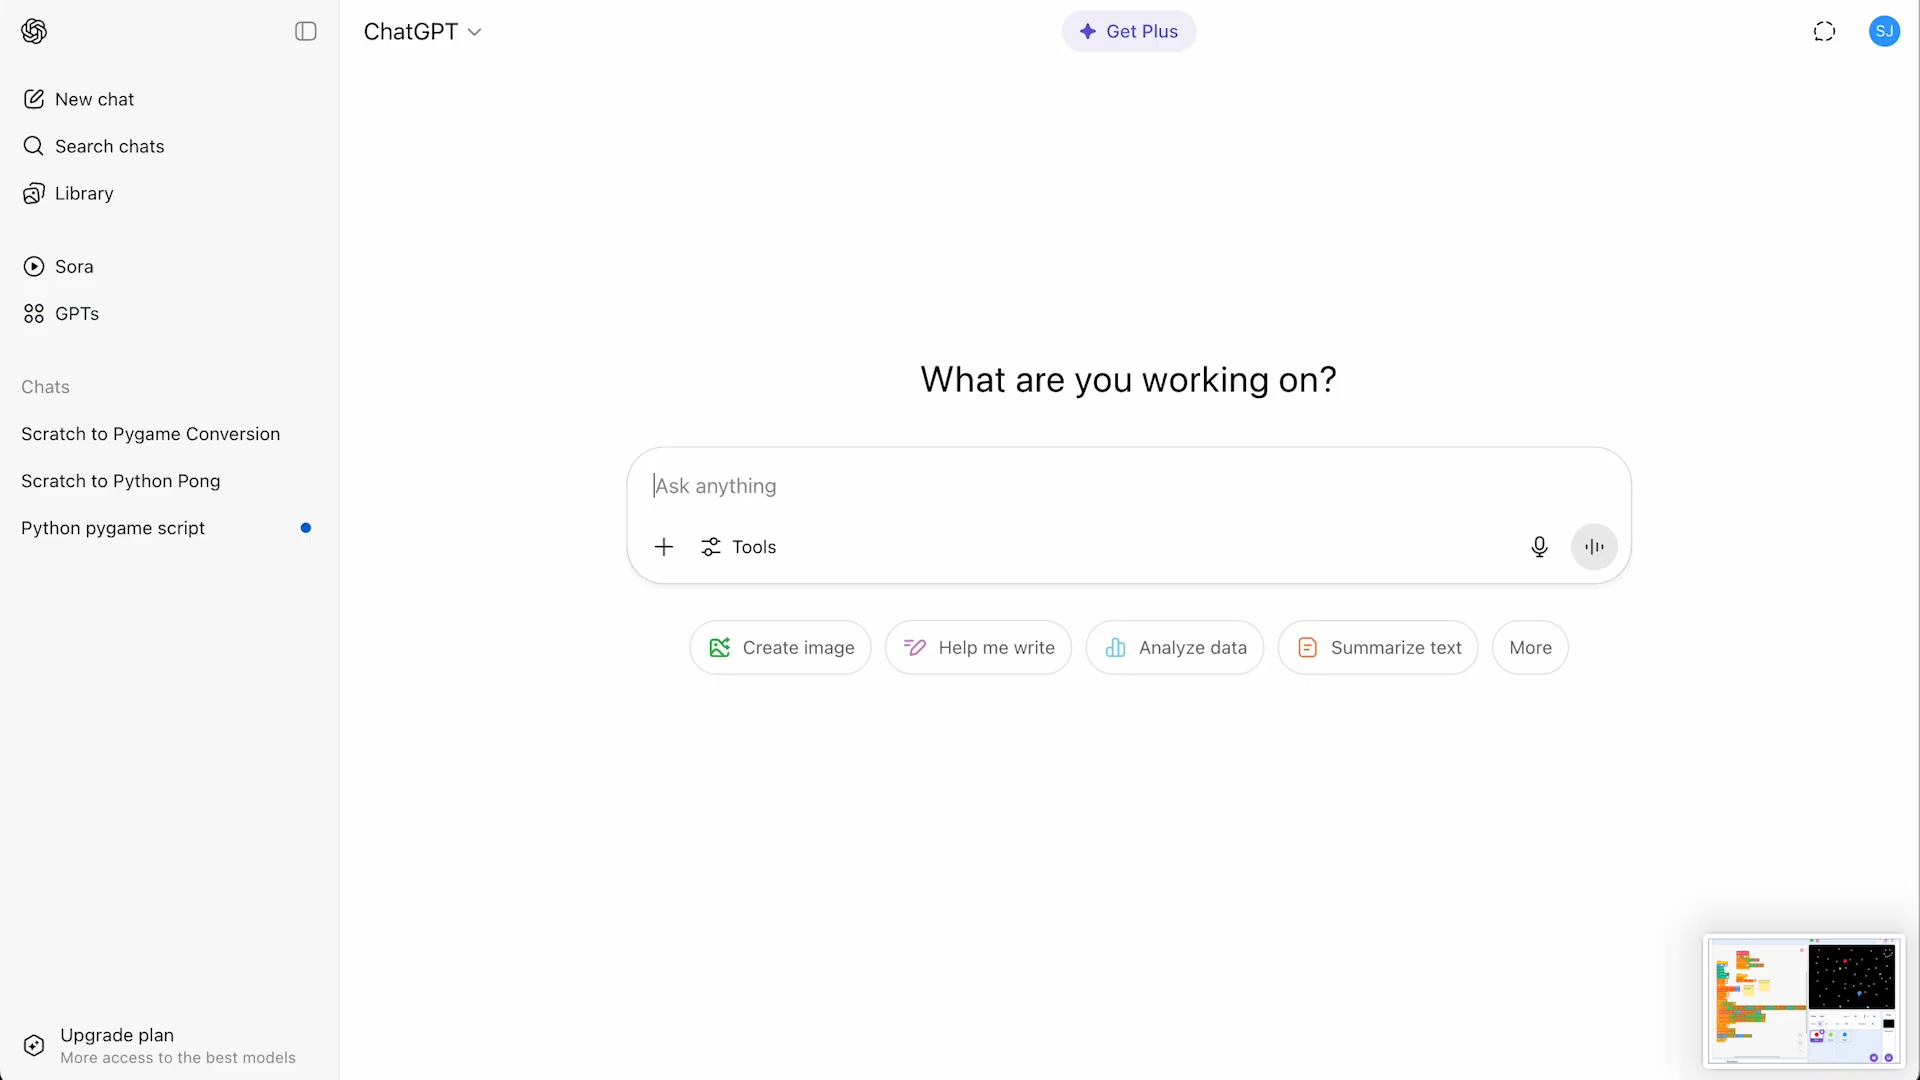 ChatGPT
Get Plus
SJ
New chat
Search chats
Library
Sora
GPTs
Chats
Scratch to Pygame Conversion
Scratch to Python Pong
Python pygame script
What are you working on?
Ask anything
Tools
Create image
Help me write
Analyze data
Summarize text
More
Upgrade plan
More access to the best models